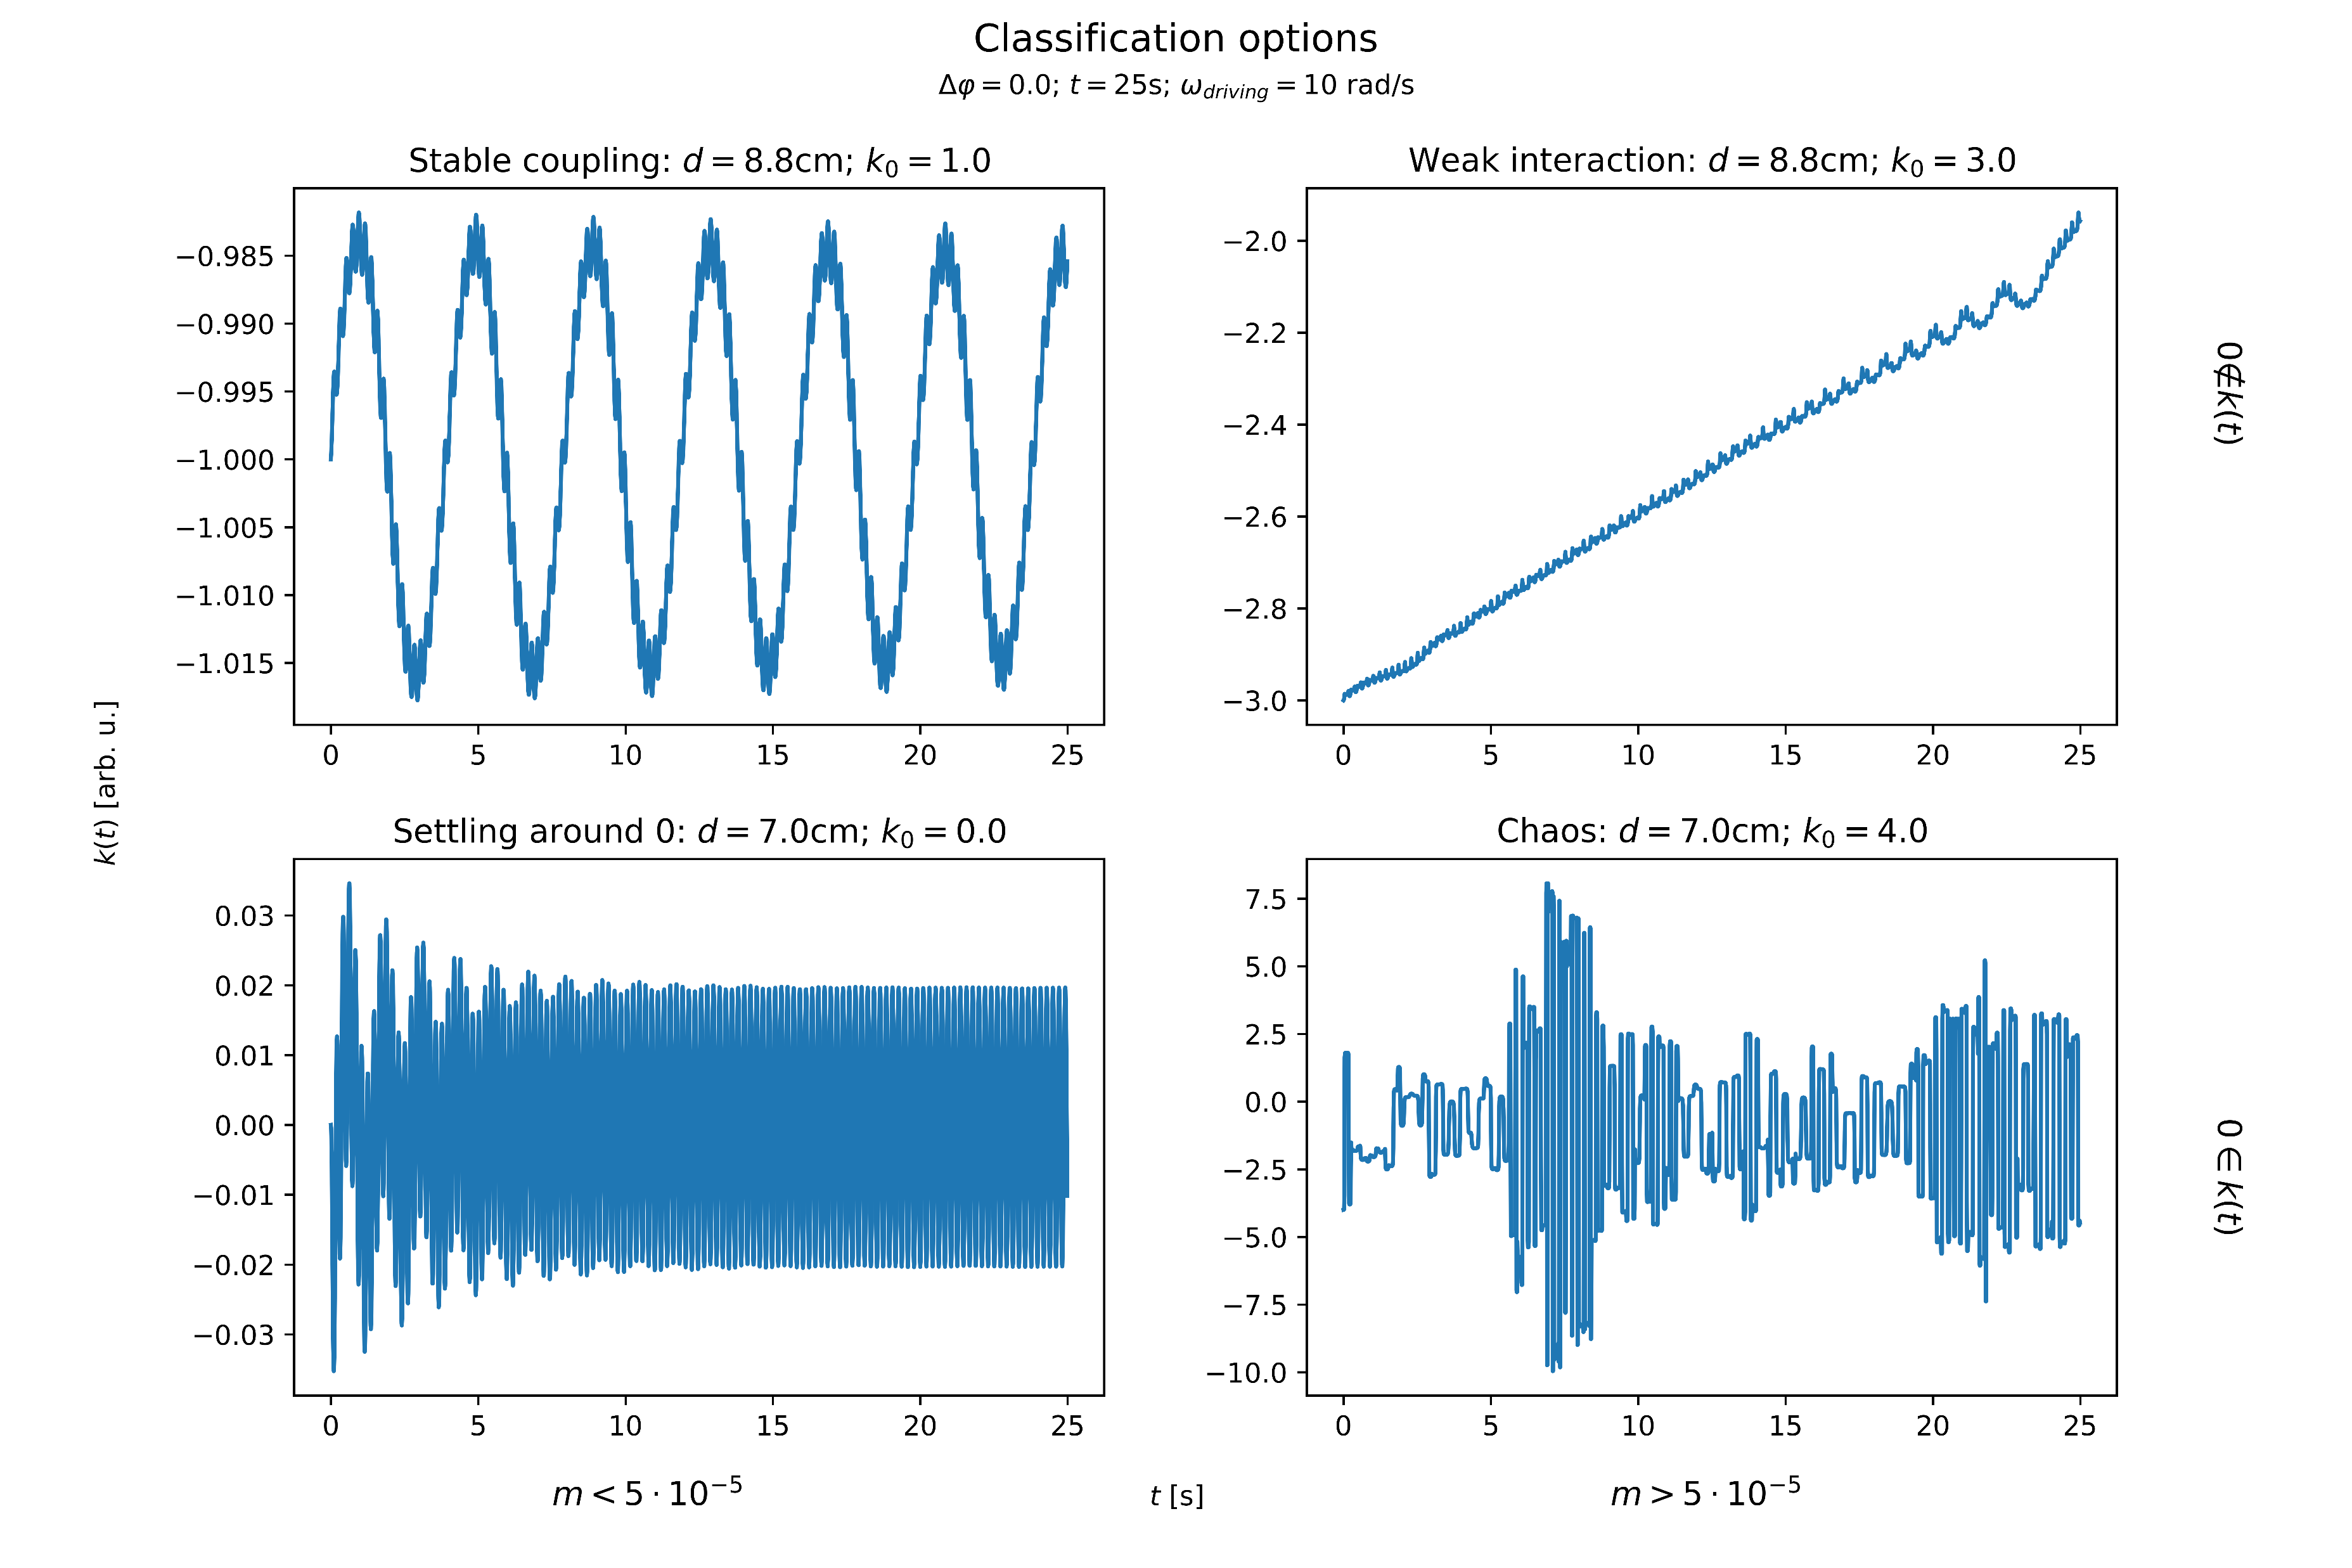 Classification options
Δφ = 0.0; t = 25s; ω_driving = 10 rad/s
Stable coupling: d = 8.8cm; k₀ = 1.0
−0.985
−0.990
−0.995
−1.000
−1.005
−1.010
−1.015
0 5 10 15 20 25
Weak interaction: d = 8.8cm; k₀ = 3.0
−2.0
−2.2
−2.4
−2.6
−2.8
−3.0
0 5 10 15 20 25
0∉k(t)
k(t) [arb. u.]
Settling around 0: d = 7.0cm; k₀ = 0.0
0.03
0.02
0.01
0.00
−0.01
−0.02
−0.03
0 5 10 15 20 25
Chaos: d = 7.0cm; k₀ = 4.0
7.5
5.0
2.5
0.0
−2.5
−5.0
−7.5
−10.0
0 5 10 15 20 25
0 ∈ k(t)
m < 5 · 10⁻⁵
t [s]
m > 5 · 10⁻⁵